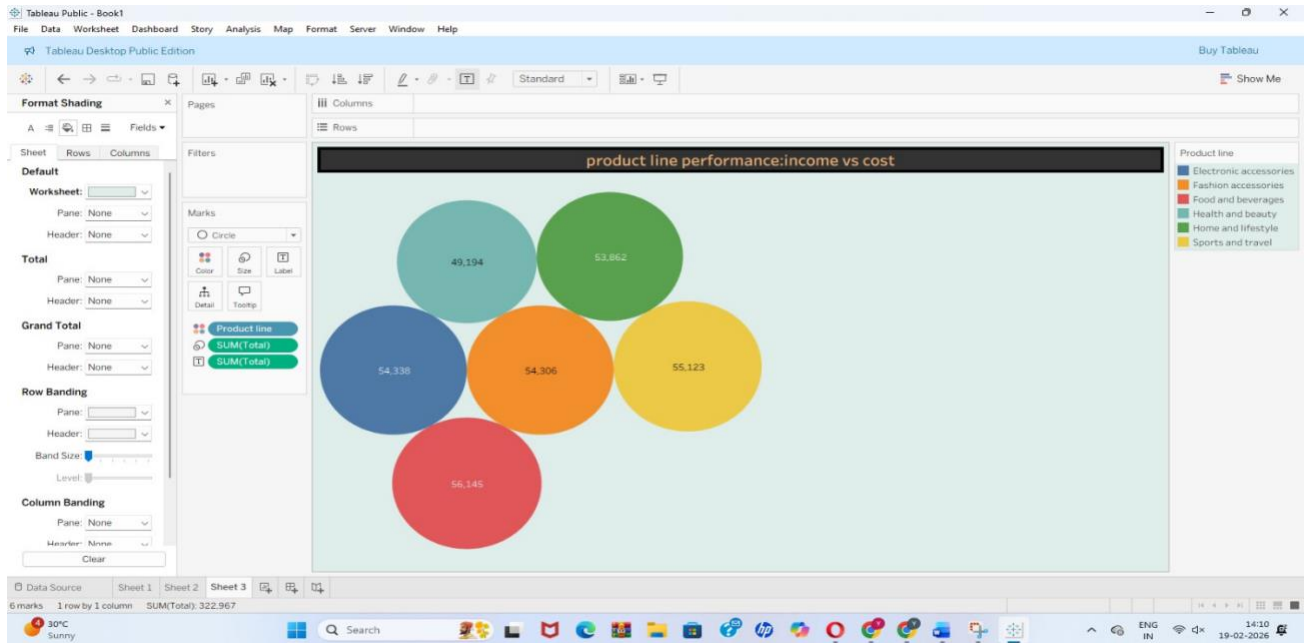 Tableau Public - Book1
File Data Worksheet Dashboard Story Analysis Map Format Server Window Help
Tableau Desktop Public Edition
Buy Tableau
Standard
Show Me
Format Shading
Fields
Sheet Rows Columns
Default
Worksheet:
Pane: None
Header: None
Total
Pane: None
Header: None
Grand Total
Pane: None
Header: None
Row Banding
Pane:
Header:
Band Size:
Level:
Column Banding
Pane: None
Header: None
Clear
Pages
Filters
Marks
Circle
Color Size Label
Detail Tooltip
Product line
SUM(Total)
SUM(Total)
Columns
Rows
product line performance:income vs cost
49,194
53,862
54,338
54,306
55,123
56,145
Product line
Electronic accessories
Fashion accessories
Food and beverages
Health and beauty
Home and lifestyle
Sports and travel
Data Source Sheet 1 Sheet 2 Sheet 3
6 marks 1 row by 1 column SUM(Total): 322,967
30°C
Sunny
Search
ENG
IN
14:10
19-02-2026